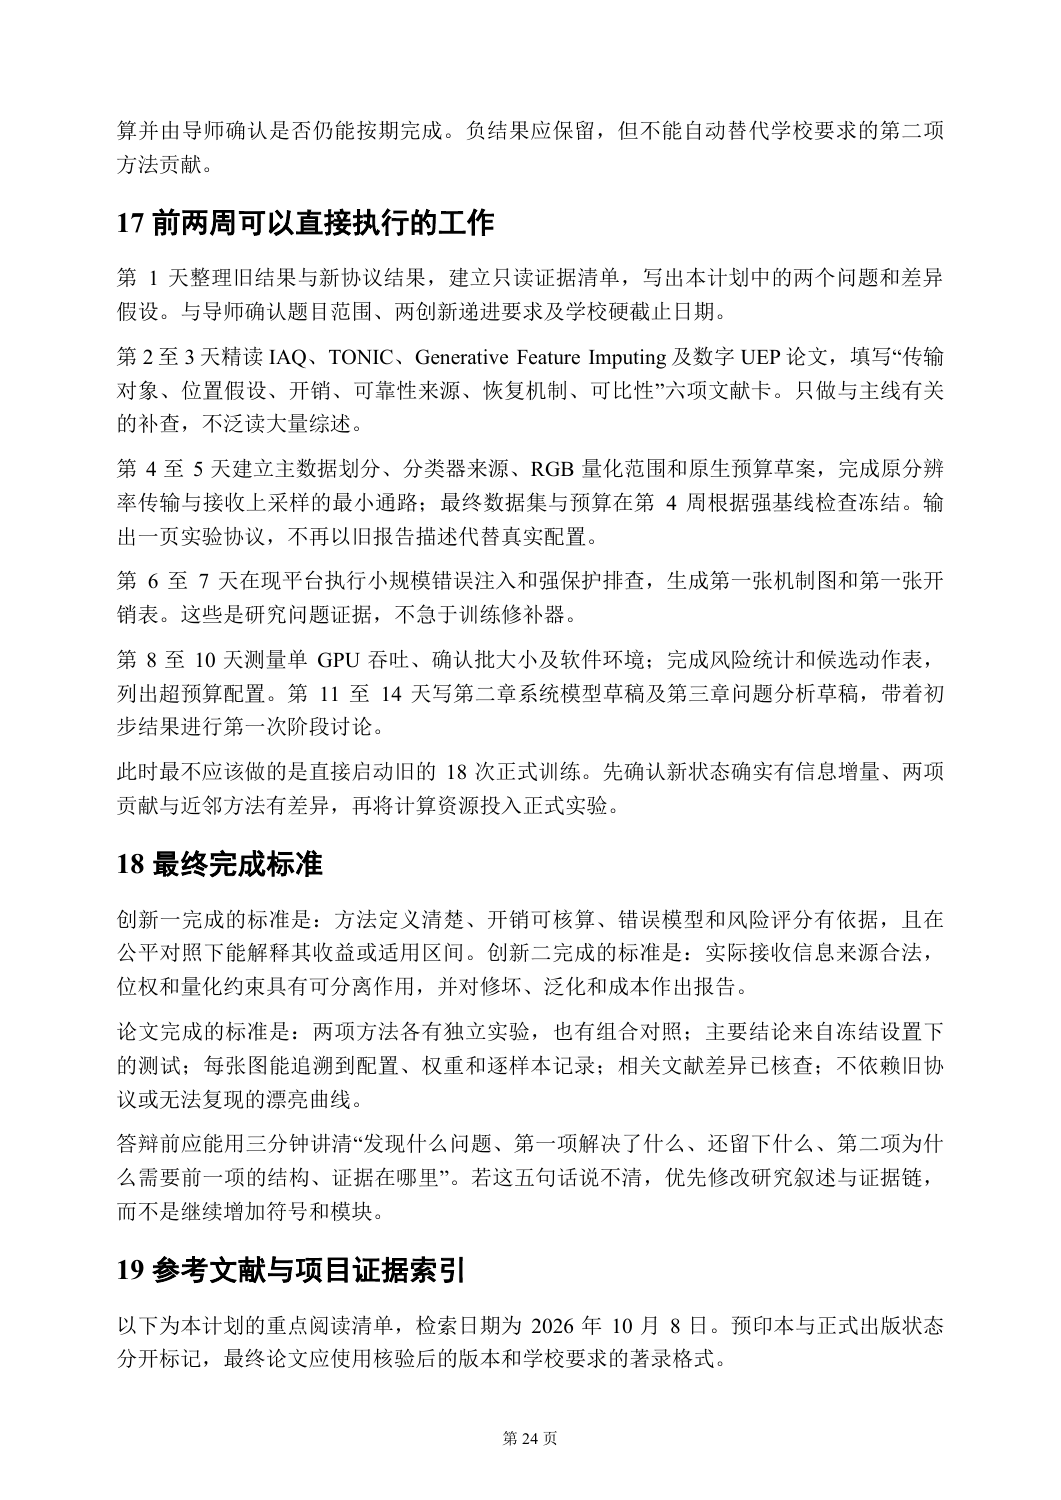 算并由导师确认是否仍能按期完成。负结果应保留，但不能自动替代学校要求的第二项
方法贡献。
17 前两周可以直接执行的工作
第 1 天整理旧结果与新协议结果，建立只读证据清单，写出本计划中的两个问题和差异
假设。与导师确认题目范围、两创新递进要求及学校硬截止日期。
第 2 至 3 天精读 IAQ、TONIC、Generative Feature Imputing 及数字 UEP 论文，填写“传输
对象、位置假设、开销、可靠性来源、恢复机制、可比性”六项文献卡。只做与主线有关
的补查，不泛读大量综述。
第 4 至 5 天建立主数据划分、分类器来源、RGB 量化范围和原生预算草案，完成原分辨
率传输与接收上采样的最小通路；最终数据集与预算在第 4 周根据强基线检查冻结。输
出一页实验协议，不再以旧报告描述代替真实配置。
第 6 至 7 天在现平台执行小规模错误注入和强保护排查，生成第一张机制图和第一张开
销表。这些是研究问题证据，不急于训练修补器。
第 8 至 10 天测量单 GPU 吞吐、确认批大小及软件环境；完成风险统计和候选动作表，
列出超预算配置。第 11 至 14 天写第二章系统模型草稿及第三章问题分析草稿，带着初
步结果进行第一次阶段讨论。
此时最不应该做的是直接启动旧的 18 次正式训练。先确认新状态确实有信息增量、两项
贡献与近邻方法有差异，再将计算资源投入正式实验。
18 最终完成标准
创新一完成的标准是：方法定义清楚、开销可核算、错误模型和风险评分有依据，且在
公平对照下能解释其收益或适用区间。创新二完成的标准是：实际接收信息来源合法，
位权和量化约束具有可分离作用，并对修坏、泛化和成本作出报告。
论文完成的标准是：两项方法各有独立实验，也有组合对照；主要结论来自冻结设置下
的测试；每张图能追溯到配置、权重和逐样本记录；相关文献差异已核查；不依赖旧协
议或无法复现的漂亮曲线。
答辩前应能用三分钟讲清“发现什么问题、第一项解决了什么、还留下什么、第二项为什
么需要前一项的结构、证据在哪里”。若这五句话说不清，优先修改研究叙述与证据链，
而不是继续增加符号和模块。
19 参考文献与项目证据索引
以下为本计划的重点阅读清单，检索日期为 2026 年 10 月 8 日。预印本与正式出版状态
分开标记，最终论文应使用核验后的版本和学校要求的著录格式。
第 24 页